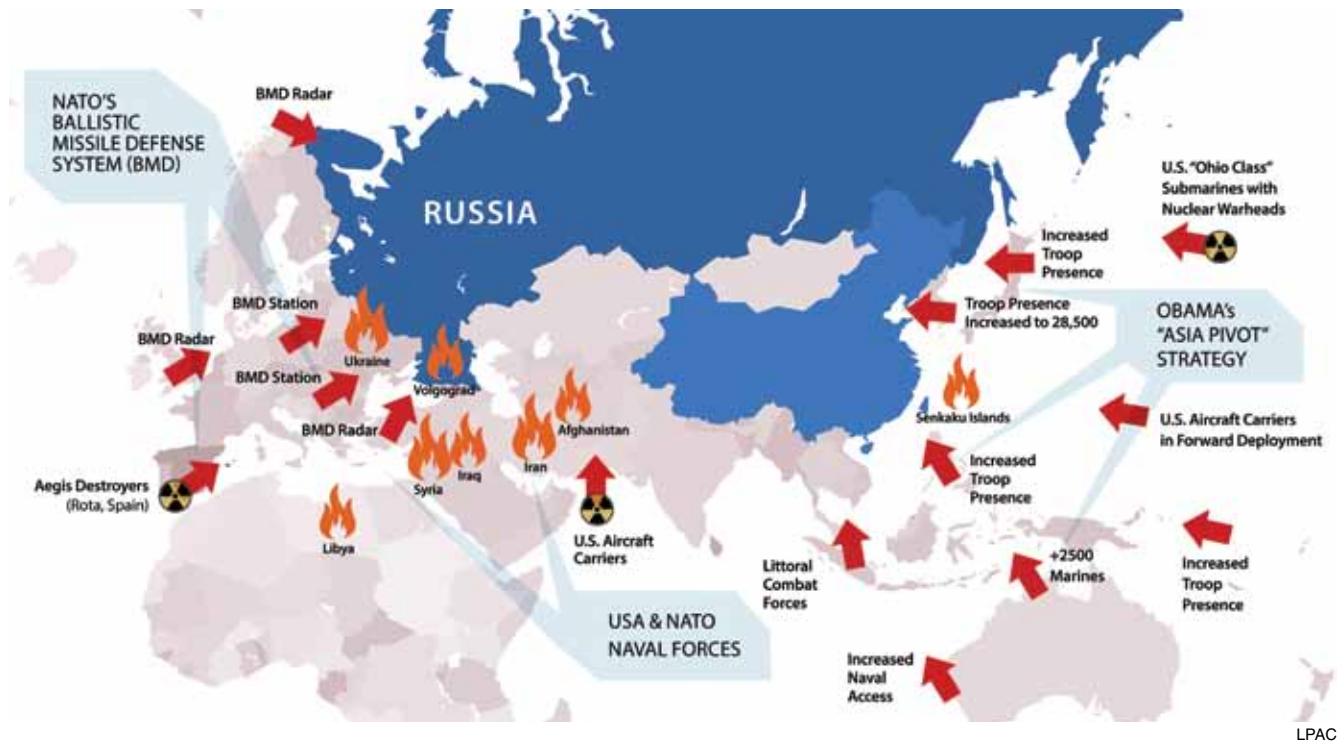 NATO'S
BALLISTIC
MISSILE DEFENSE
SYSTEM (BMD)
BMD Radar
RUSSIA
U.S. "Ohio Class"
Submarines with
Nuclear Warheads
Increased
Troop
Presence
Troop Presence
Increased to 28,500
OBAMA's
"ASIA PIVOT"
STRATEGY
BMD Station
BMD Radar
Ukraine
BMD Station
Volgograd
BMD Radar
Afghanistan
Senkaku Islands
U.S. Aircraft Carriers
in Forward Deployment
Iran
Iraq
Syria
Increased
Troop
Presence
Aegis Destroyers
(Rota, Spain)
Libya
U.S. Aircraft
Carriers
Littoral
Combat
Forces
+2500
Marines
Increased
Troop
Presence
USA & NATO
NAVAL FORCES
Increased
Naval
Access
LPAC